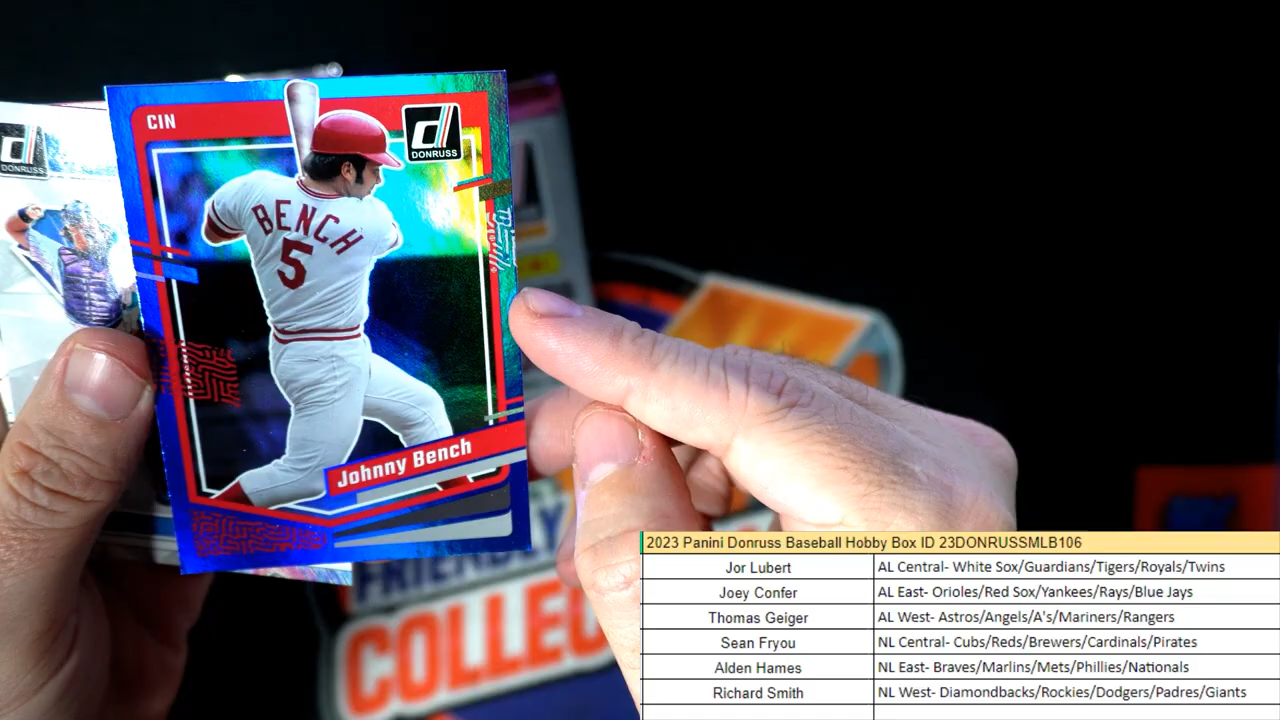 CIN
DONRUSS
DONRUSS
BENCH
5
Johnny Bench
FRIENDLY
COLLEC
2023 Panini Donruss Baseball Hobby Box ID 23DONRUSSMLB106
Jor Lubert AL Central- White Sox/Guardians/Tigers/Royals/Twins
Joey Confer AL East- Orioles/Red Sox/Yankees/Rays/Blue Jays
Thomas Geiger AL West- Astros/Angels/A's/Mariners/Rangers
Sean Fryou NL Central- Cubs/Reds/Brewers/Cardinals/Pirates
Alden Hames NL East- Braves/Marlins/Mets/Phillies/Nationals
Richard Smith NL West- Diamondbacks/Rockies/Dodgers/Padres/Giants